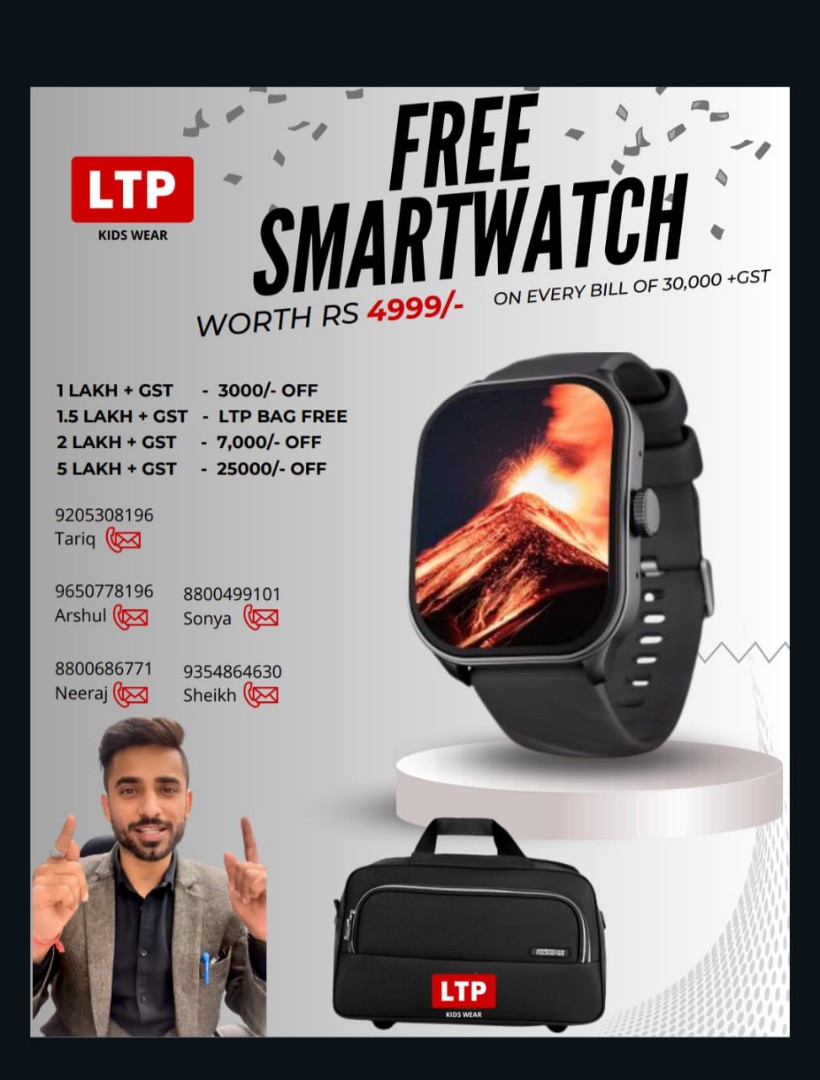 LTP
KIDS WEAR
FREE
SMARTWATCH
WORTH RS 4999/-
ON EVERY BILL OF 30,000 +GST
1 LAKH + GST - 3000/- OFF
1.5 LAKH + GST - LTP BAG FREE
2 LAKH + GST - 7,000/- OFF
5 LAKH + GST - 25000/- OFF
9205308196
Tariq
9650778196
Arshul
8800499101
Sonya
8800686771
Neeraj
9354864630
Sheikh
LTP
KIDS WEAR